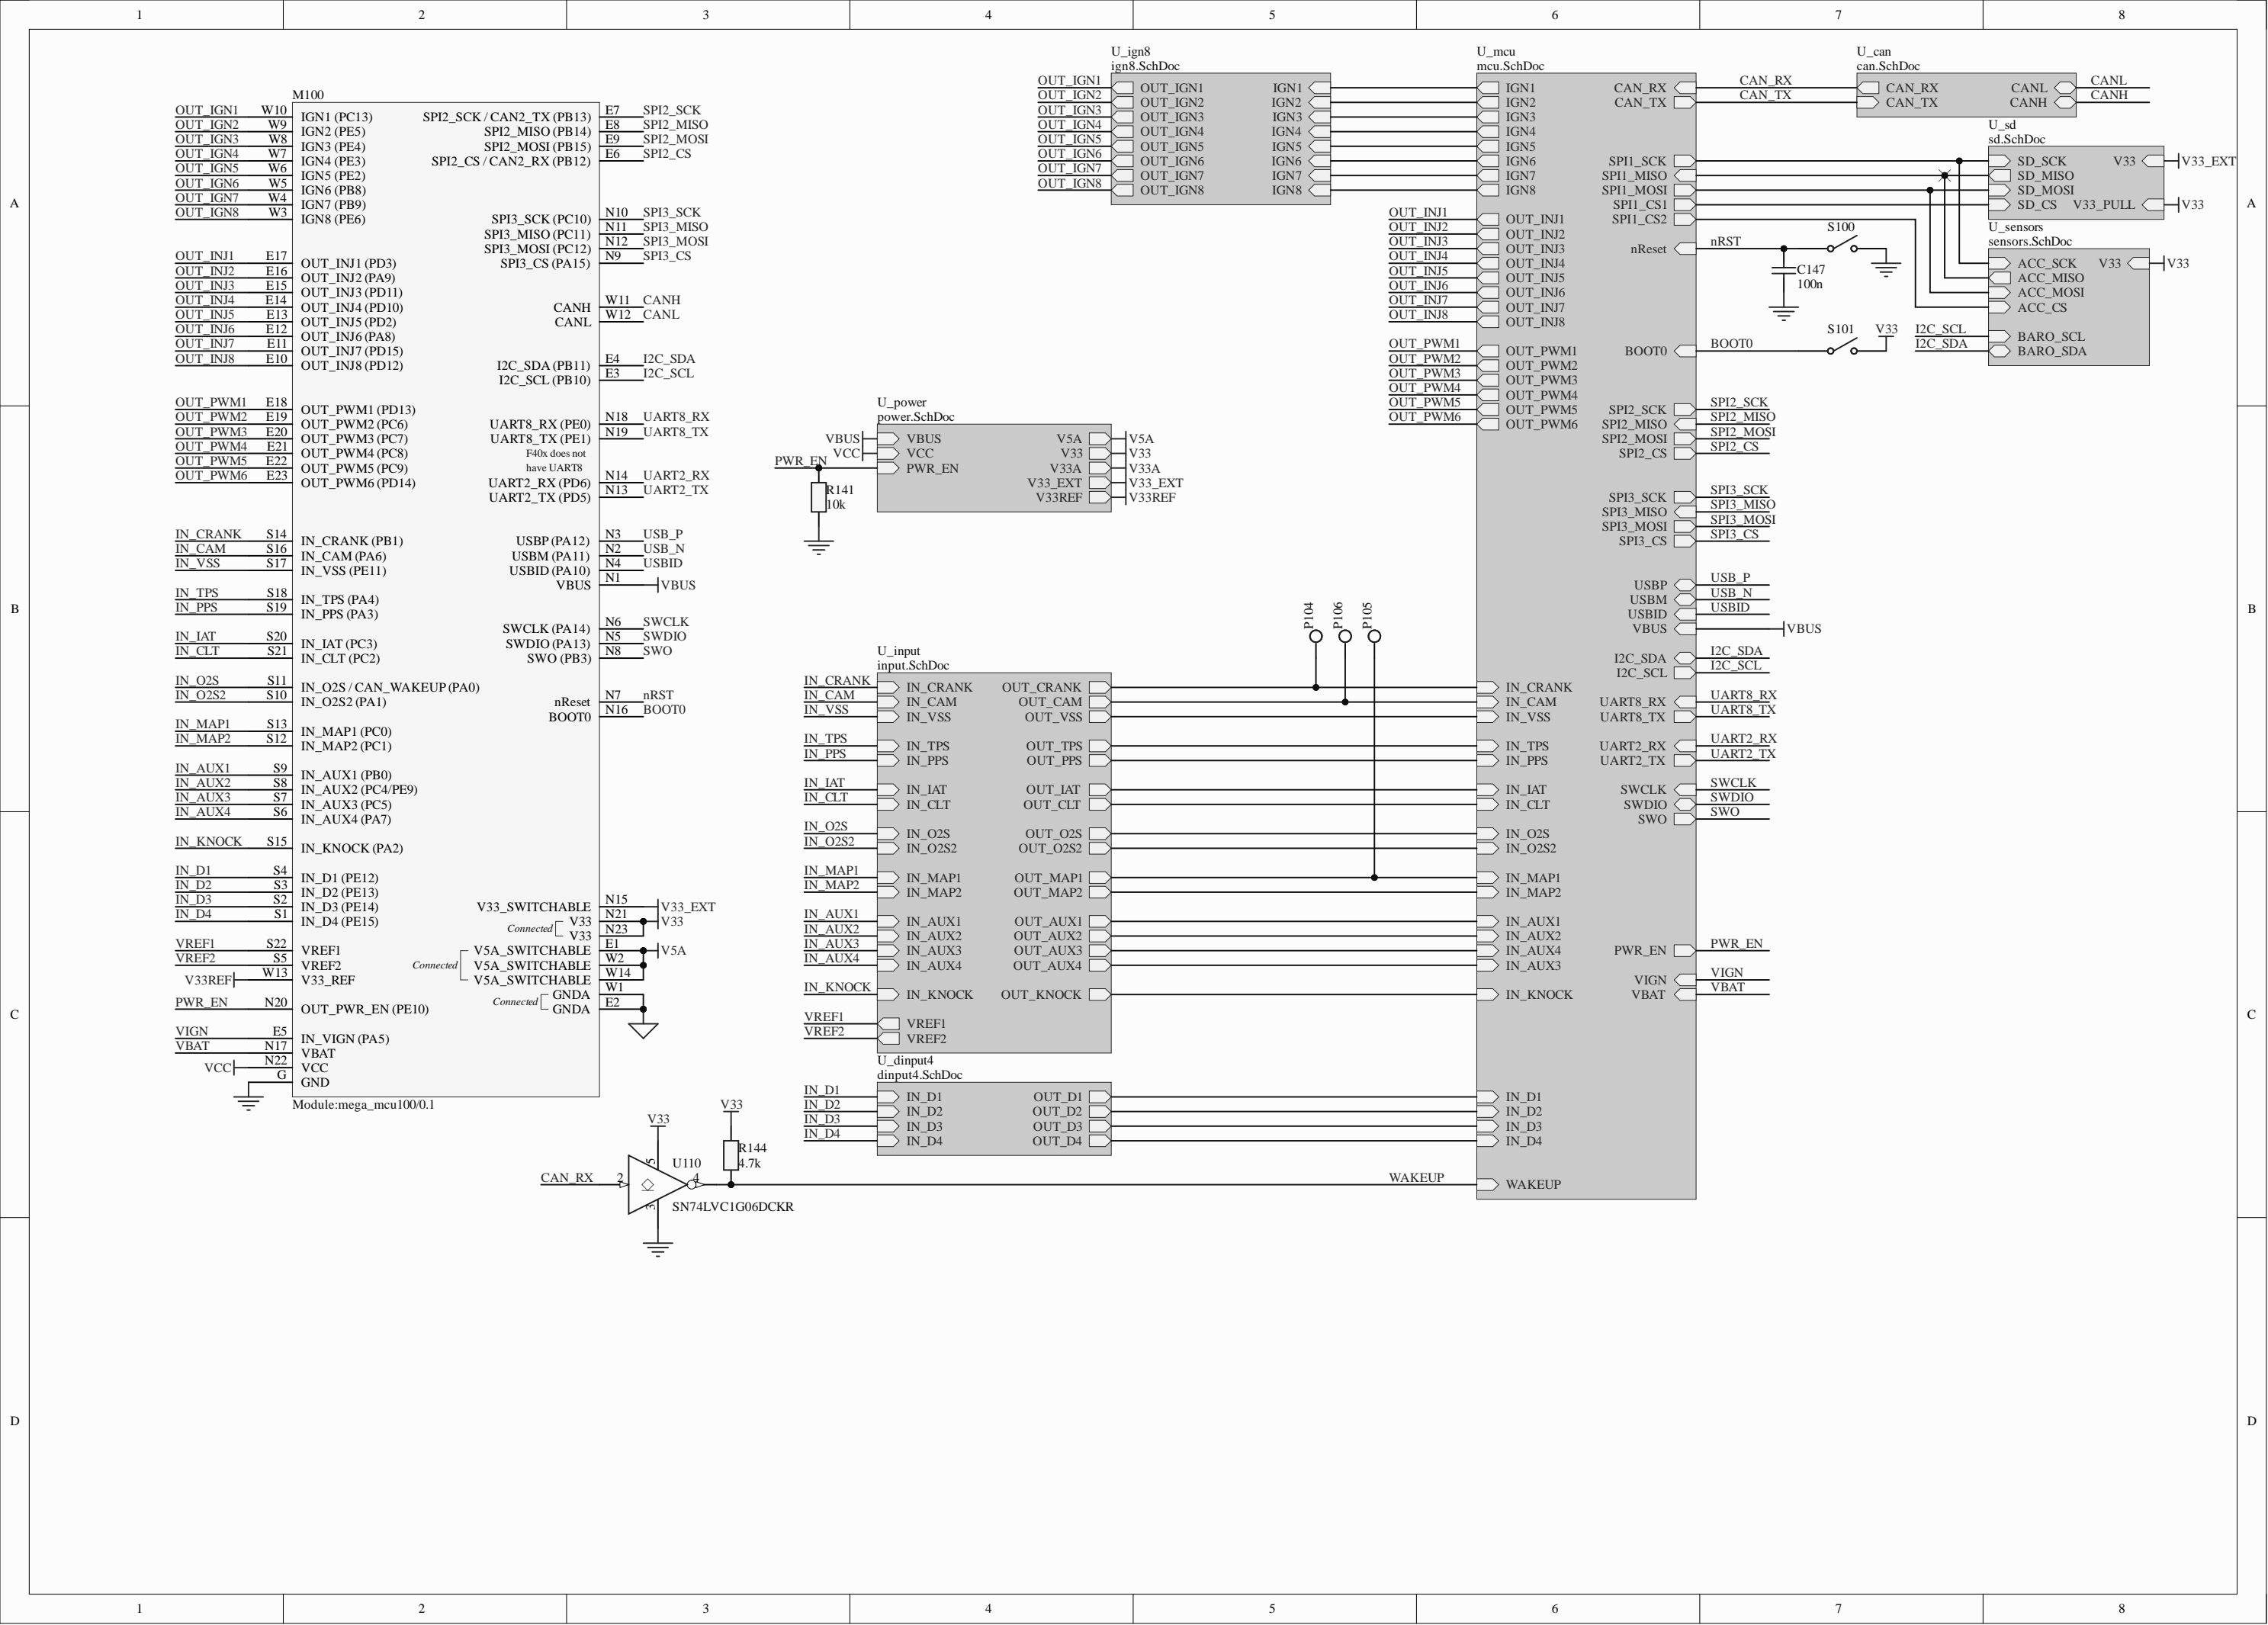 1 2 3 4 5 6 7 8
A
B
C
D
M100
OUT_IGN1 W10 IGN1 (PC13)
OUT_IGN2 W9 IGN2 (PE5)
OUT_IGN3 W8 IGN3 (PE4)
OUT_IGN4 W7 IGN4 (PE3)
OUT_IGN5 W6 IGN5 (PE2)
OUT_IGN6 W5 IGN6 (PB8)
OUT_IGN7 W4 IGN7 (PB9)
OUT_IGN8 W3 IGN8 (PE6)
OUT_INJ1 E17 OUT_INJ1 (PD3)
OUT_INJ2 E16 OUT_INJ2 (PA9)
OUT_INJ3 E15 OUT_INJ3 (PD11)
OUT_INJ4 E14 OUT_INJ4 (PD10)
OUT_INJ5 E13 OUT_INJ5 (PD2)
OUT_INJ6 E12 OUT_INJ6 (PA8)
OUT_INJ7 E11 OUT_INJ7 (PD15)
OUT_INJ8 E10 OUT_INJ8 (PD12)
OUT_PWM1 E18 OUT_PWM1 (PD13)
OUT_PWM2 E19 OUT_PWM2 (PC6)
OUT_PWM3 E20 OUT_PWM3 (PC7)
OUT_PWM4 E21 OUT_PWM4 (PC8)
OUT_PWM5 E22 OUT_PWM5 (PC9)
OUT_PWM6 E23 OUT_PWM6 (PD14)
IN_CRANK S14 IN_CRANK (PB1)
IN_CAM S16 IN_CAM (PA6)
IN_VSS S17 IN_VSS (PE11)
IN_TPS S18 IN_TPS (PA4)
IN_PPS S19 IN_PPS (PA3)
IN_IAT S20 IN_IAT (PC3)
IN_CLT S21 IN_CLT (PC2)
IN_O2S S11 IN_O2S / CAN_WAKEUP (PA0)
IN_O2S2 S10 IN_O2S2 (PA1)
IN_MAP1 S13 IN_MAP1 (PC0)
IN_MAP2 S12 IN_MAP2 (PC1)
IN_AUX1 S9 IN_AUX1 (PB0)
IN_AUX2 S8 IN_AUX2 (PC4/PE9)
IN_AUX3 S7 IN_AUX3 (PC5)
IN_AUX4 S6 IN_AUX4 (PA7)
IN_KNOCK S15 IN_KNOCK (PA2)
IN_D1 S4 IN_D1 (PE12)
IN_D2 S3 IN_D2 (PE13)
IN_D3 S2 IN_D3 (PE14)
IN_D4 S1 IN_D4 (PE15)
VREF1 S22 VREF1
VREF2 S5 VREF2
V33REF W13 V33_REF
PWR_EN N20 OUT_PWR_EN (PE10)
VIGN E5 IN_VIGN (PA5)
VBAT N17 VBAT
VCC N22 VCC
G GND
SPI2_SCK / CAN2_TX (PB13) E7 SPI2_SCK
SPI2_MISO (PB14) E8 SPI2_MISO
SPI2_MOSI (PB15) E9 SPI2_MOSI
SPI2_CS / CAN2_RX (PB12) E6 SPI2_CS
SPI3_SCK (PC10) N10 SPI3_SCK
SPI3_MISO (PC11) N11 SPI3_MISO
SPI3_MOSI (PC12) N12 SPI3_MOSI
SPI3_CS (PA15) N9 SPI3_CS
CANH W11 CANH
CANL W12 CANL
I2C_SDA (PB11) E4 I2C_SDA
I2C_SCL (PB10) E3 I2C_SCL
UART8_RX (PE0) N18 UART8_RX
UART8_TX (PE1) N19 UART8_TX
F40x does not
have UART8
UART2_RX (PD6) N14 UART2_RX
UART2_TX (PD5) N13 UART2_TX
USBP (PA12) N3 USB_P
USBM (PA11) N2 USB_N
USBID (PA10) N4 USBID
VBUS N1 VBUS
SWCLK (PA14) N6 SWCLK
SWDIO (PA13) N5 SWDIO
SWO (PB3) N8 SWO
nReset N7 nRST
BOOT0 N16 BOOT0
V33_SWITCHABLE N15 V33_EXT
Connected V33 N21 V33
V33 N23
V5A_SWITCHABLE E1 V5A
Connected V5A_SWITCHABLE W2
V5A_SWITCHABLE W14
Connected GNDA W1
GNDA E2
Module:mega_mcu100/0.1
U_ign8
ign8.SchDoc
OUT_IGN1 OUT_IGN1 IGN1
OUT_IGN2 OUT_IGN2 IGN2
OUT_IGN3 OUT_IGN3 IGN3
OUT_IGN4 OUT_IGN4 IGN4
OUT_IGN5 OUT_IGN5 IGN5
OUT_IGN6 OUT_IGN6 IGN6
OUT_IGN7 OUT_IGN7 IGN7
OUT_IGN8 OUT_IGN8 IGN8
U_power
power.SchDoc
VBUS VBUS V5A V5A
VCC VCC V33 V33
PWR_EN PWR_EN V33A V33A
V33_EXT V33_EXT
V33REF V33REF
R141
10k
P104 P106 P105
U_input
input.SchDoc
IN_CRANK IN_CRANK OUT_CRANK
IN_CAM IN_CAM OUT_CAM
IN_VSS IN_VSS OUT_VSS
IN_TPS IN_TPS OUT_TPS
IN_PPS IN_PPS OUT_PPS
IN_IAT IN_IAT OUT_IAT
IN_CLT IN_CLT OUT_CLT
IN_O2S IN_O2S OUT_O2S
IN_O2S2 IN_O2S2 OUT_O2S2
IN_MAP1 IN_MAP1 OUT_MAP1
IN_MAP2 IN_MAP2 OUT_MAP2
IN_AUX1 IN_AUX1 OUT_AUX1
IN_AUX2 IN_AUX2 OUT_AUX2
IN_AUX3 IN_AUX3 OUT_AUX3
IN_AUX4 IN_AUX4 OUT_AUX4
IN_KNOCK IN_KNOCK OUT_KNOCK
VREF1 VREF1
VREF2 VREF2
U_dinput4
dinput4.SchDoc
IN_D1 IN_D1 OUT_D1
IN_D2 IN_D2 OUT_D2
IN_D3 IN_D3 OUT_D3
IN_D4 IN_D4 OUT_D4
V33
V33
R144
4.7k
CAN_RX 2 5 3 U110 4 WAKEUP
SN74LVC1G06DCKR
U_mcu
mcu.SchDoc
IGN1
IGN2
IGN3
IGN4
IGN5
IGN6
IGN7
IGN8
OUT_INJ1 OUT_INJ1
OUT_INJ2 OUT_INJ2
OUT_INJ3 OUT_INJ3
OUT_INJ4 OUT_INJ4
OUT_INJ5 OUT_INJ5
OUT_INJ6 OUT_INJ6
OUT_INJ7 OUT_INJ7
OUT_INJ8 OUT_INJ8
OUT_PWM1 OUT_PWM1
OUT_PWM2 OUT_PWM2
OUT_PWM3 OUT_PWM3
OUT_PWM4 OUT_PWM4
OUT_PWM5 OUT_PWM5
OUT_PWM6 OUT_PWM6
IN_CRANK
IN_CAM
IN_VSS
IN_TPS
IN_PPS
IN_IAT
IN_CLT
IN_O2S
IN_O2S2
IN_MAP1
IN_MAP2
IN_AUX1
IN_AUX2
IN_AUX4
IN_AUX3
IN_KNOCK
IN_D1
IN_D2
IN_D3
IN_D4
WAKEUP
CAN_RX CAN_RX
CAN_TX CAN_TX
SPI1_SCK
SPI1_MISO
SPI1_MOSI
SPI1_CS1
SPI1_CS2
nReset nRST
S100
C147
100n
BOOT0 BOOT0
S101
V33
SPI2_SCK SPI2_SCK
SPI2_MISO SPI2_MISO
SPI2_MOSI SPI2_MOSI
SPI2_CS SPI2_CS
SPI3_SCK SPI3_SCK
SPI3_MISO SPI3_MISO
SPI3_MOSI SPI3_MOSI
SPI3_CS SPI3_CS
USBP USB_P
USBM USB_N
USBID USBID
VBUS VBUS
I2C_SDA I2C_SDA
I2C_SCL I2C_SCL
UART8_RX UART8_RX
UART8_TX UART8_TX
UART2_RX UART2_RX
UART2_TX UART2_TX
SWCLK SWCLK
SWDIO SWDIO
SWO SWO
PWR_EN PWR_EN
VIGN VIGN
VBAT VBAT
U_can
can.SchDoc
CAN_RX CANL CANL
CAN_TX CANH CANH
U_sd
sd.SchDoc
SD_SCK V33 V33_EXT
SD_MISO
SD_MOSI
SD_CS V33_PULL V33
U_sensors
sensors.SchDoc
ACC_SCK V33 V33
ACC_MISO
ACC_MOSI
ACC_CS
I2C_SCL BARO_SCL
I2C_SDA BARO_SDA
A
B
C
D
1 2 3 4 5 6 7 8